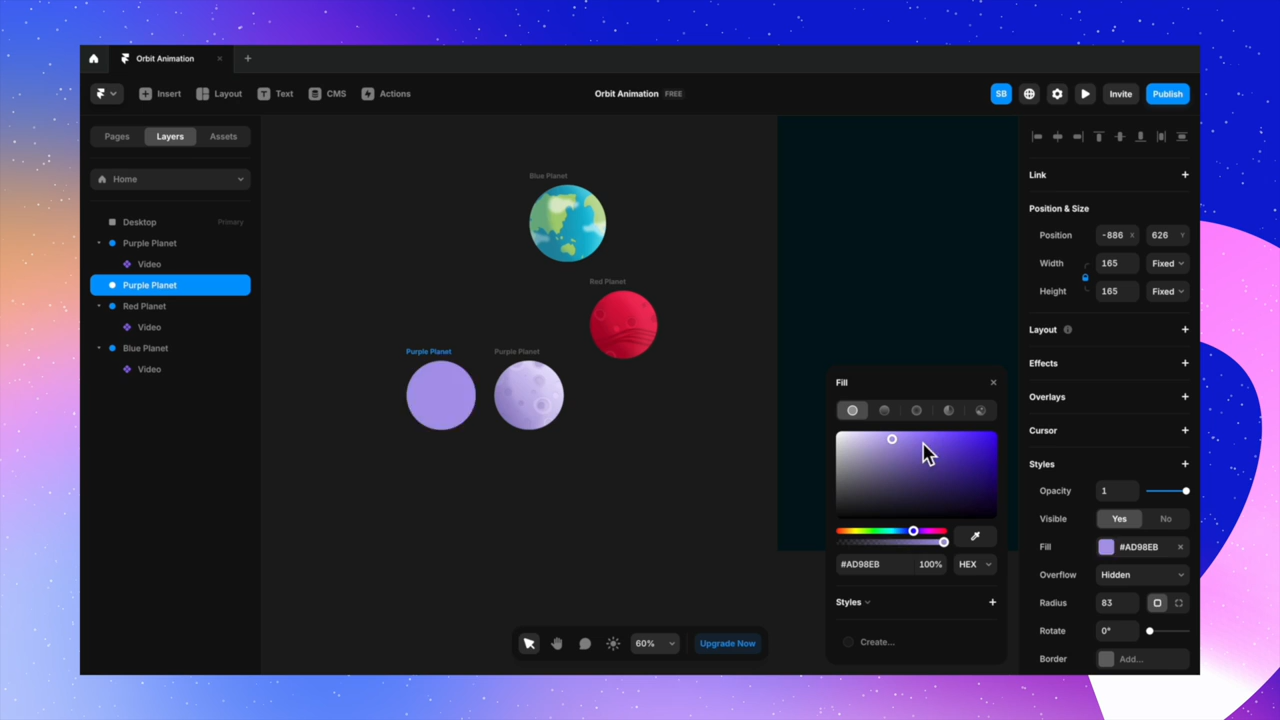 Orbit Animation
Insert Layout Text CMS Actions
Orbit Animation FREE
SB
Invite
Publish
Pages Layers Assets
Home
Desktop Primary
Purple Planet
Video
Purple Planet
Red Planet
Video
Blue Planet
Video
Blue Planet
Red Planet
Purple Planet
Purple Planet
60%
Upgrade Now
Fill
#AD98EB 100% HEX
Styles
Create...
Link
Position & Size
Position -886 X 626 Y
Width 165 Fixed
Height 165 Fixed
Layout
Effects
Overlays
Cursor
Styles
Opacity 1
Visible Yes No
Fill #AD98EB
Overflow Hidden
Radius 83
Rotate 0°
Border Add...